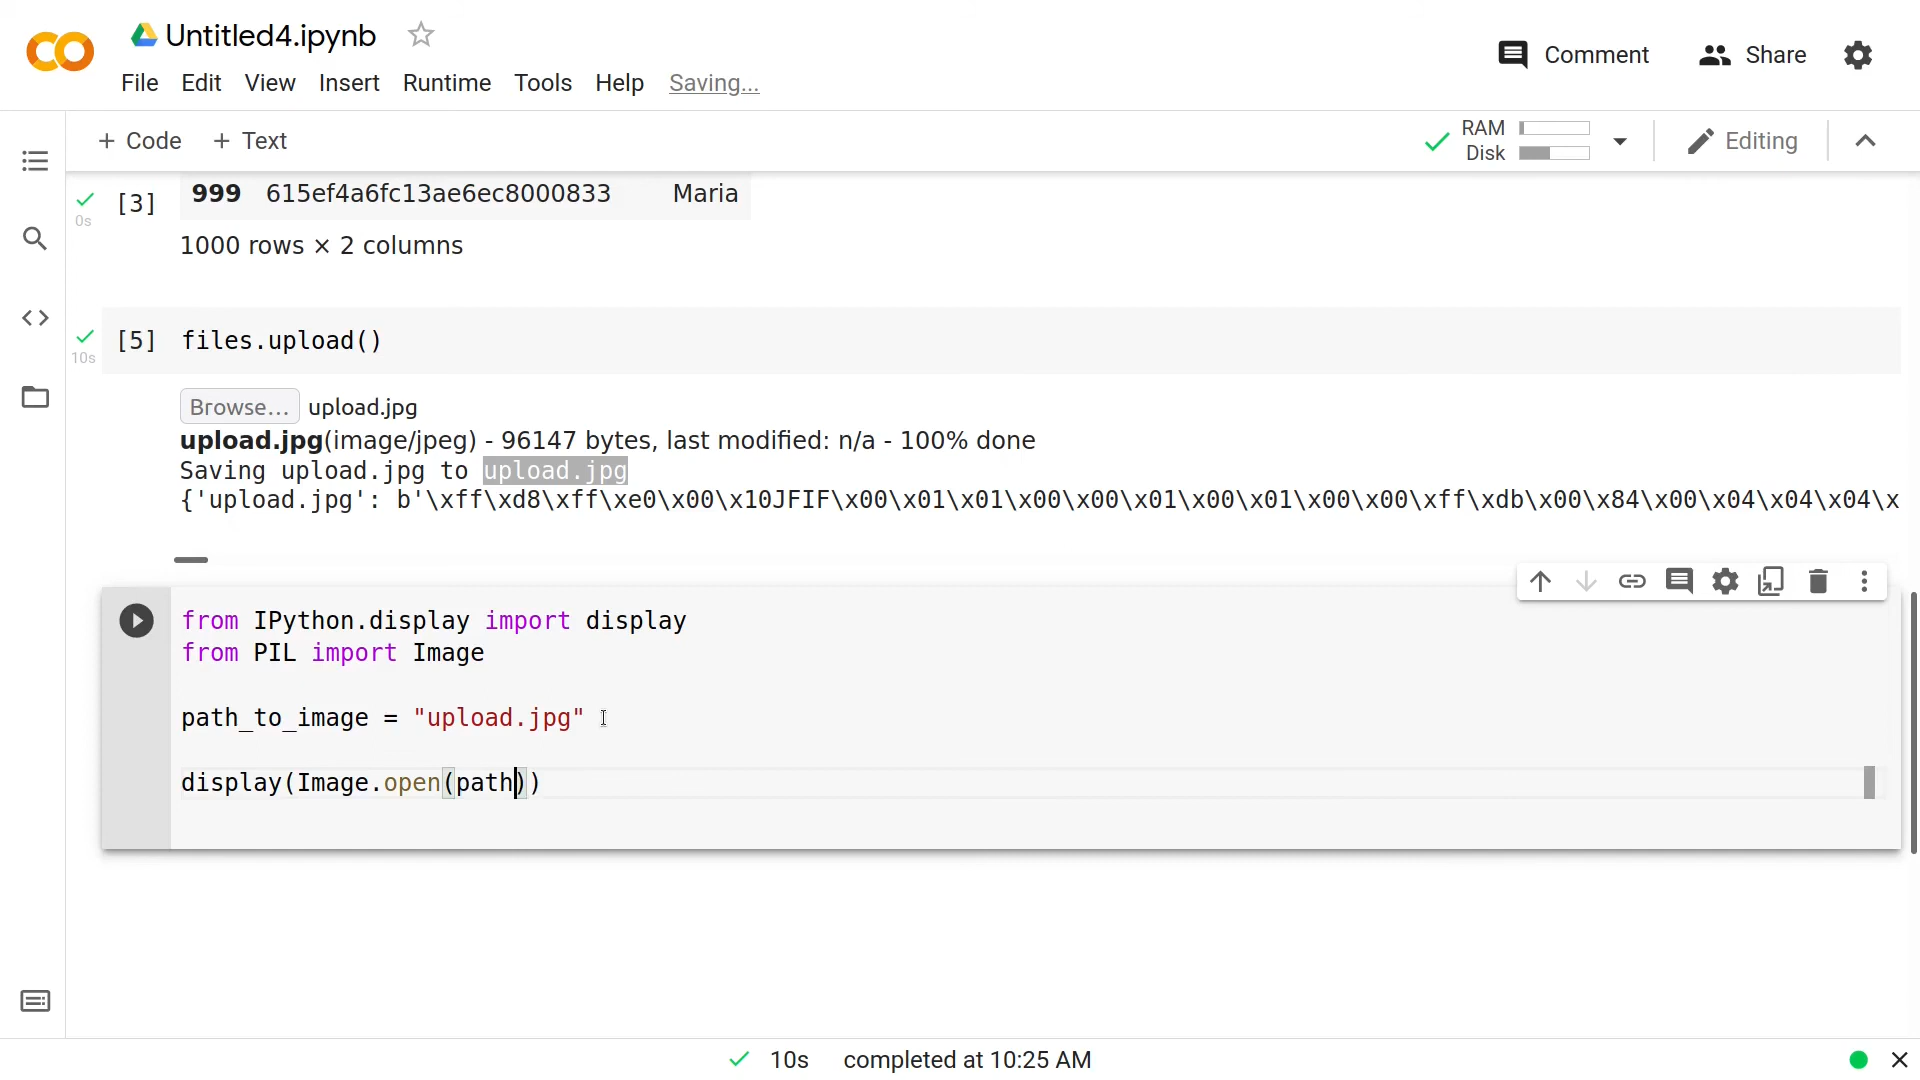 Untitled4.ipynb
File Edit View Insert Runtime Tools Help Saving...
Comment Share
+ Code + Text
RAM
Disk
Editing
[3] 999 615ef4a6fc13ae6ec8000833 Maria
0s
1000 rows × 2 columns
[5] files.upload()
10s
Browse... upload.jpg
upload.jpg(image/jpeg) - 96147 bytes, last modified: n/a - 100% done
Saving upload.jpg to upload.jpg
{'upload.jpg': b'\xff\xd8\xff\xe0\x00\x10JFIF\x00\x01\x01\x00\x00\x01\x00\x01\x00\x00\xff\xdb\x00\x84\x00\x04\x04\x04\x
from IPython.display import display
from PIL import Image
path_to_image = "upload.jpg"
display(Image.open(path))
10s completed at 10:25 AM